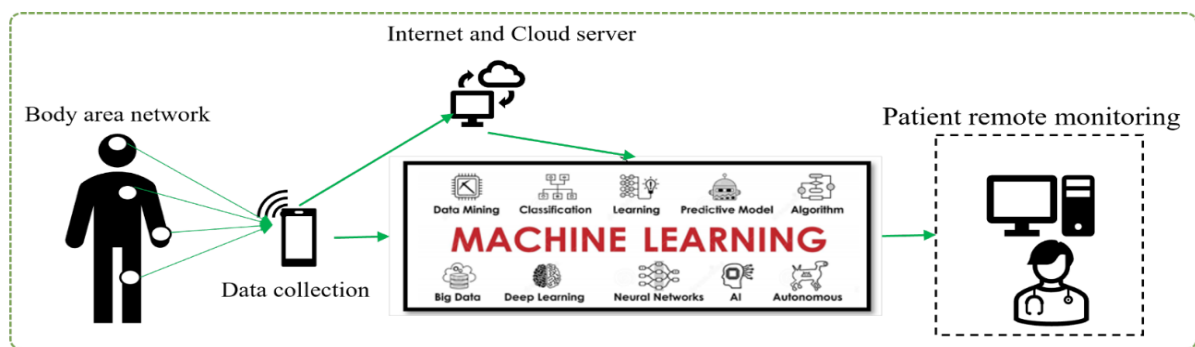 Internet and Cloud server
Body area network
Patient remote monitoring
Data Mining Classification Learning Predictive Model Algorithm
MACHINE LEARNING
Big Data Deep Learning Neural Networks AI Autonomous
Data collection